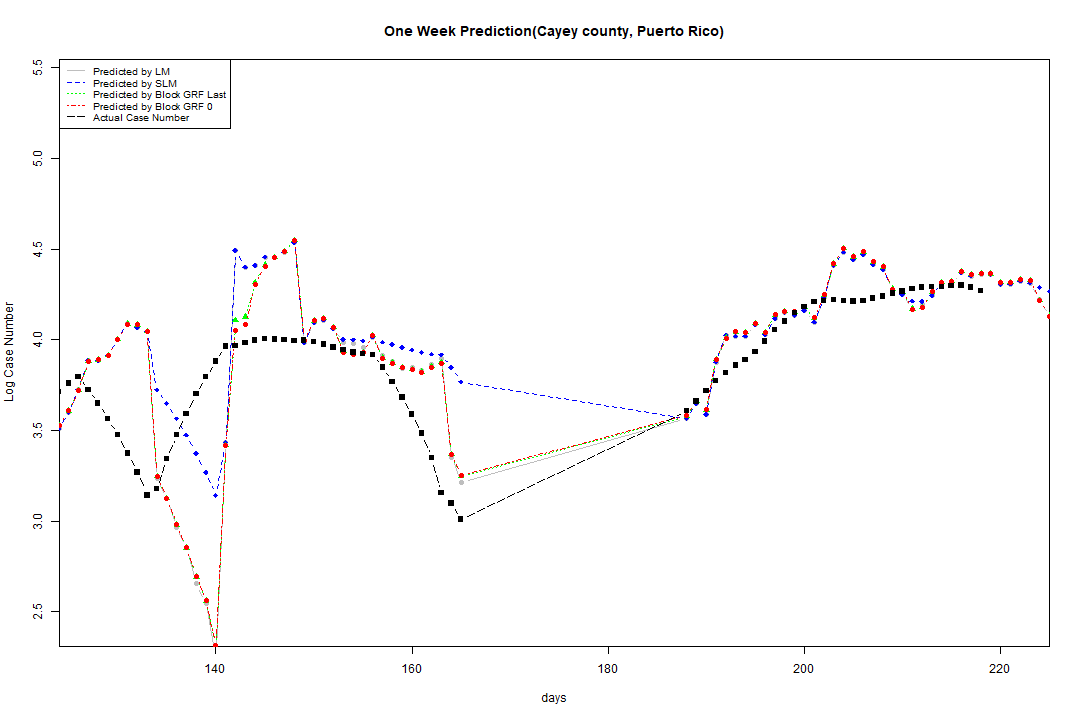 One Week Prediction(Cayey county, Puerto Rico)
Predicted by LM
Predicted by SLM
Predicted by Block GRF Last
Predicted by Block GRF 0
Actual Case Number
5.5
5.0
4.5
4.0
3.5
3.0
2.5
Log Case Number
140
160
180
200
220
days